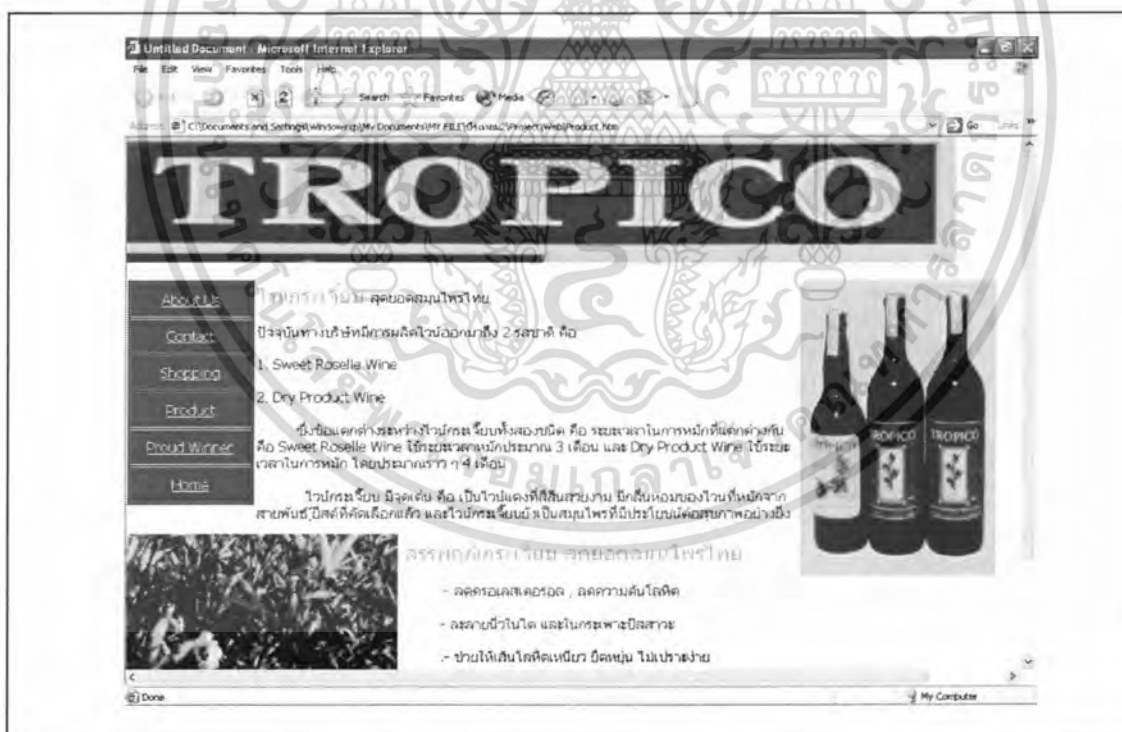 Untitled Document - Microsoft Internet Explorer
File Edit View Favorites Tools Help
Search Favorites Media
Address C:\Documents and Settings\Windowsxp\My Documents\MY FILE\ \Project\Web\Product.htm Go Links
TROPICO
About Us
Contact
Shopping
Product
Proud Winner
Home
ไวน์กระเจี๊ยบ สุดยอดสมุนไพรไทย
ปัจจุบันทางบริษัทมีการผลิตไวน์ออกมาถึง 2 รสชาติ คือ
1. Sweet Roselle Wine
2. Dry Product Wine
ซึ่งข้อแตกต่างระหว่างไวน์กระเจี๊ยบทั้งสองชนิด คือ ระยะเวลาในการหมักที่แตกต่างกัน
คือ Sweet Roselle Wine ใช้ระยะเวลาหมักประมาณ 3 เดือน และ Dry Product Wine ใช้ระยะ
เวลาในการหมัก โดยประมาณราว ๆ 4 เดือน
ไวน์กระเจี๊ยบ มีจุดเด่น คือ เป็นไวน์แดงที่สีสันสวยงาม มีกลิ่นหอมของไวน์ที่หมักจาก
สายพันธุ์ยีสต์ที่คัดเลือกแล้ว และไวน์กระเจี๊ยบยังเป็นสมุนไพรที่มีประโยชน์ต่อสุขภาพอย่างยิ่ง
TROPICO TROPICO
สรรพคุณกระเจี๊ยบ สุดยอดสมุนไพรไทย
- ลดครอเลสเตอรอล , ลดความดันโลหิต
- ละลายนิ่วในไต และในกระเพาะปัสสาวะ
- ช่วยให้เส้นโลหิตเหนียว ยืดหยุ่น ไม่เปราะง่าย
Done
My Computer